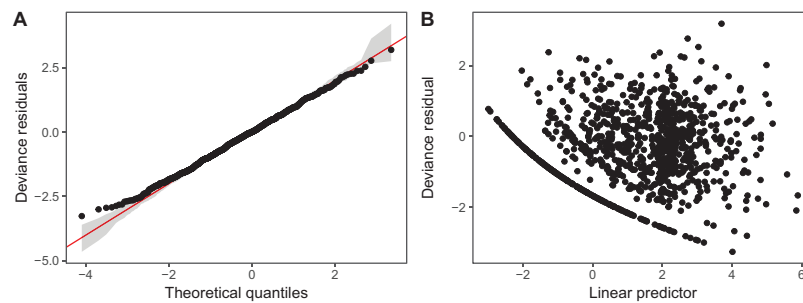 A
B
Deviance residuals
2.5
0.0
−2.5
−5.0
−4
−2
0
2
Theoretical quantiles
Deviance residual
2
0
−2
−2
0
2
4
6
Linear predictor